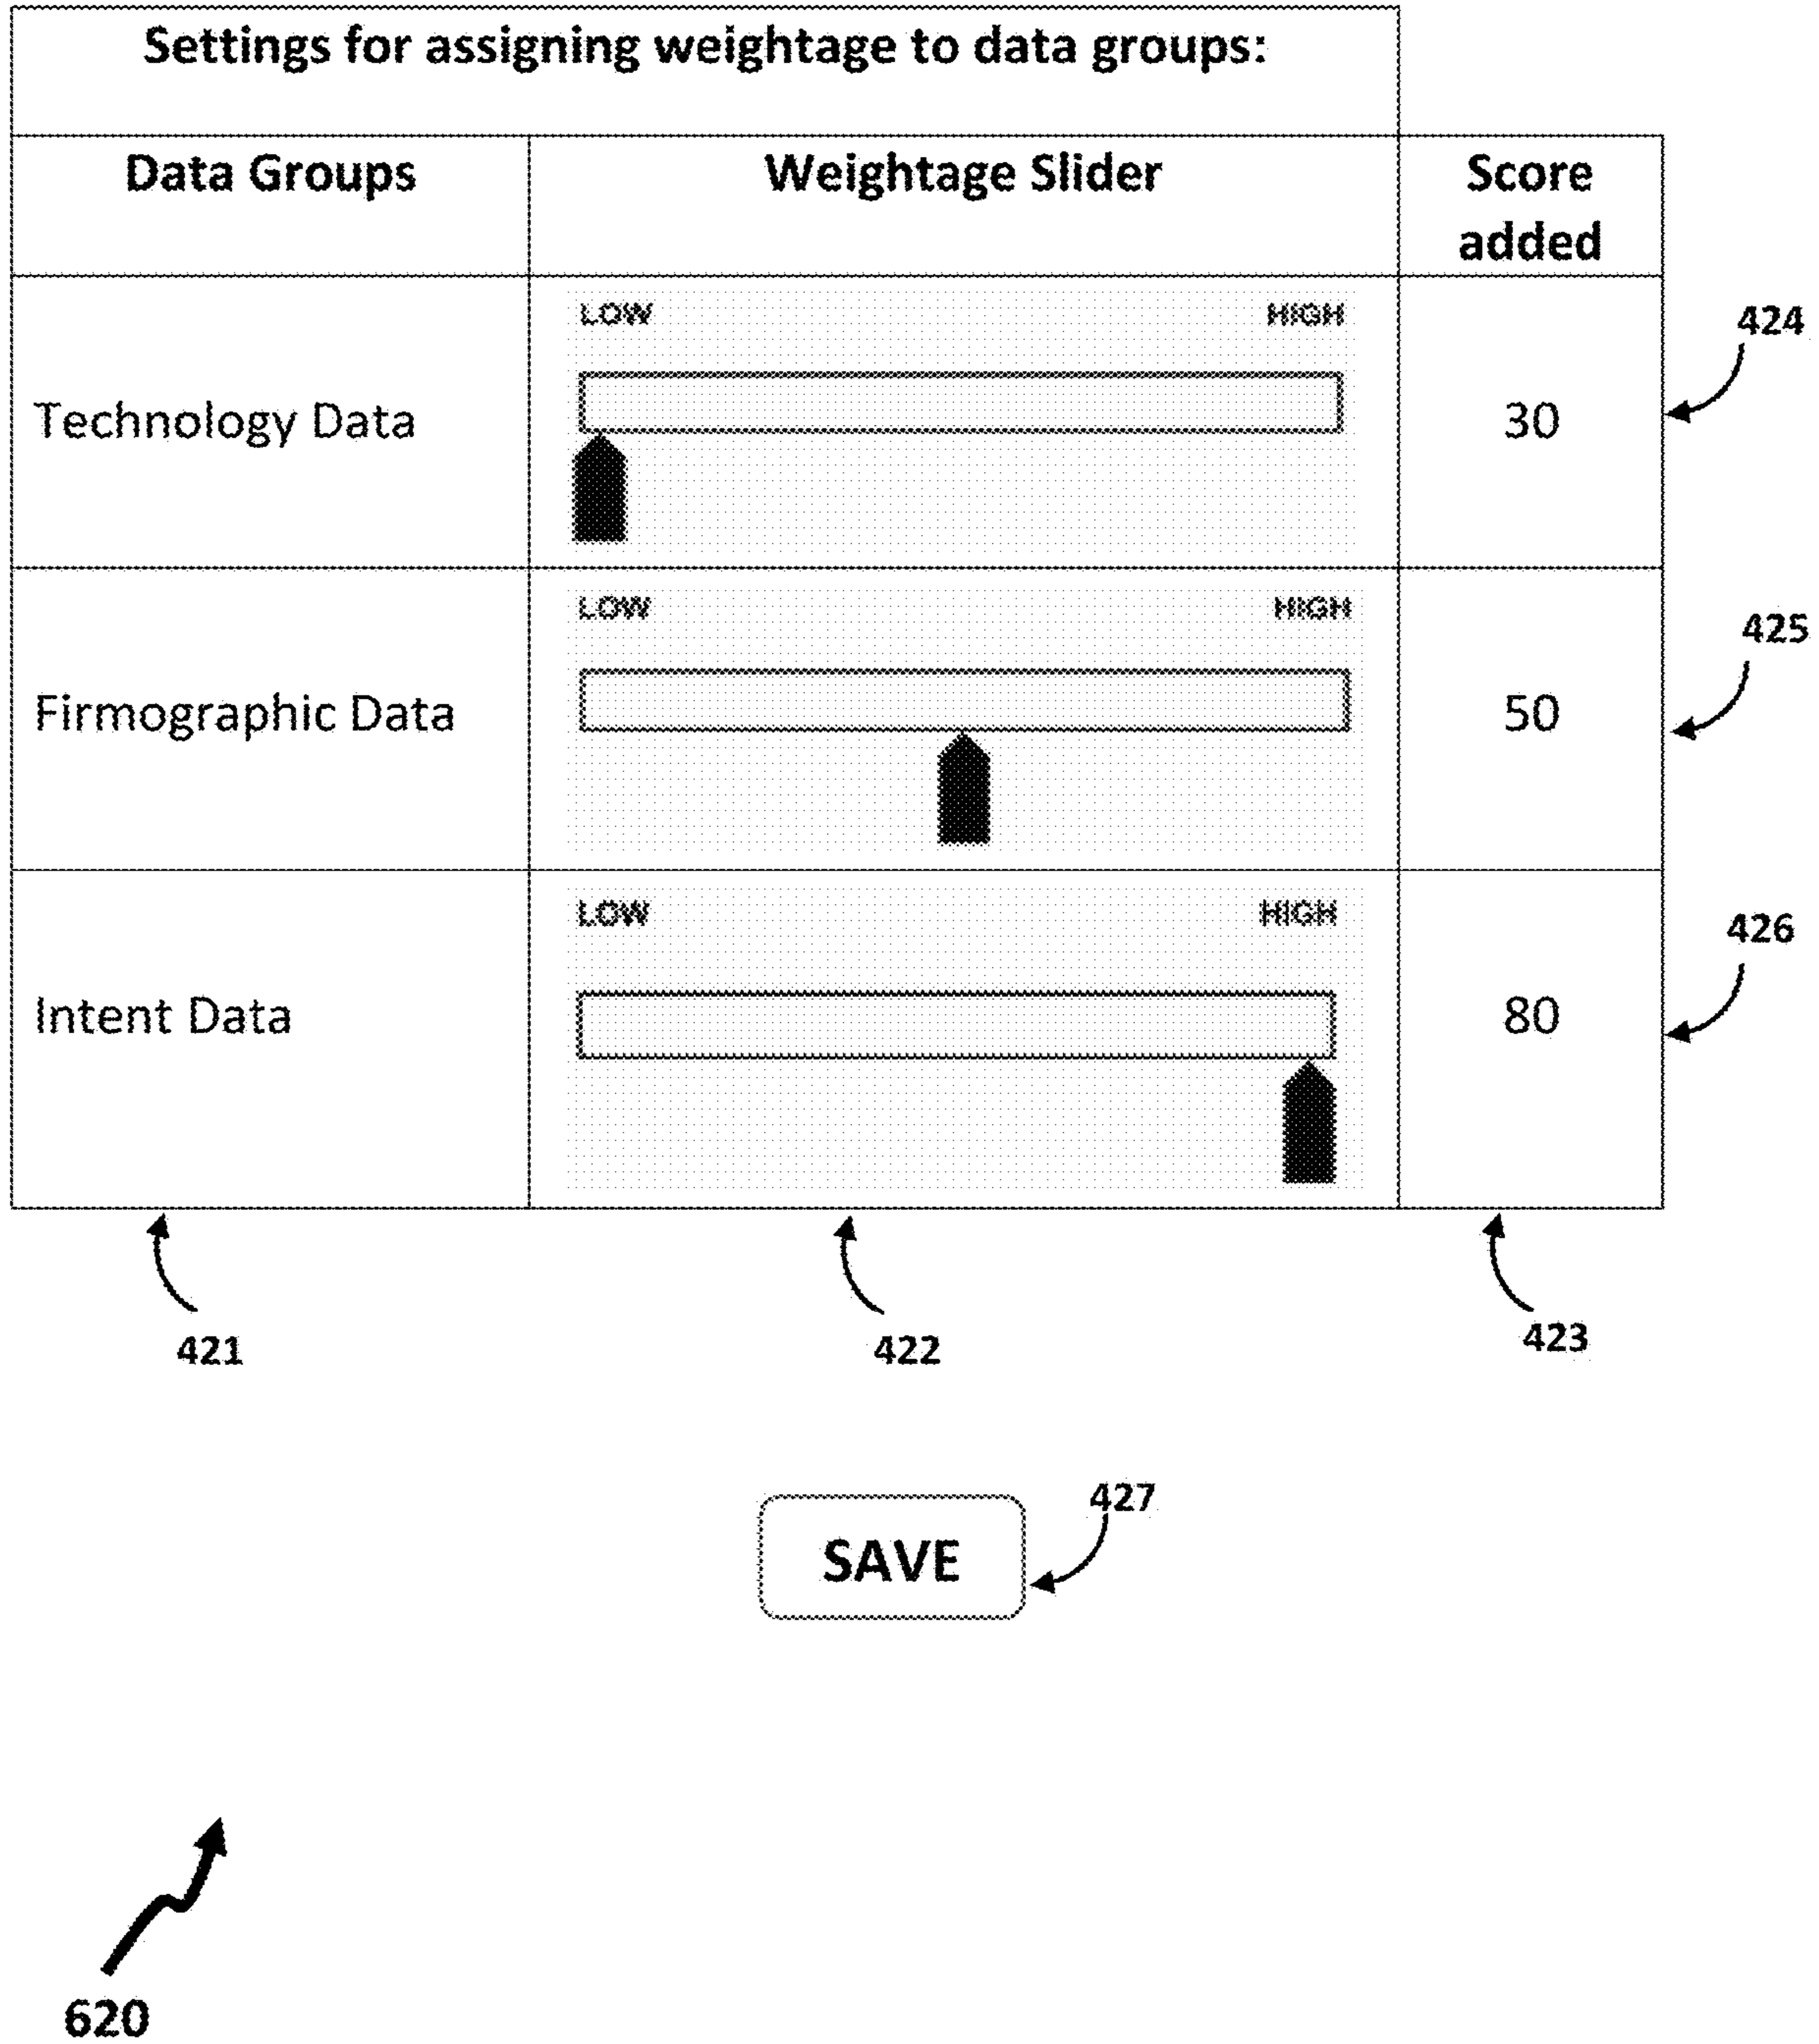 Settings for assigning weightage to data groups:
Data Groups
Weightage Slider
Score
added
LOW
HIGH
424
Technology Data
30
LOW
HIGH
425
Firmographic Data
50
LOW
HIGH
426
Intent Data
80
421
422
423
427
SAVE
620